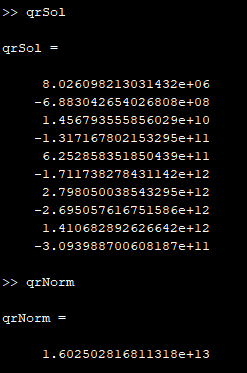 >> qrSol
qrSol =
8.026098213031432e+06
-6.883042654026808e+08
1.456793555856029e+10
-1.317167802153295e+11
6.252858351850439e+11
-1.711738278431142e+12
2.798050038543295e+12
-2.695057616751586e+12
1.410682892626642e+12
-3.093988700608187e+11
>> qrNorm
qrNorm =
1.602502816811318e+13